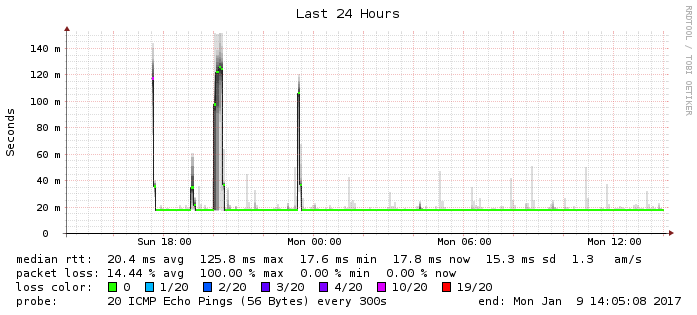 Last 24 Hours
RRDTOOL / TOBI OETIKER
Seconds
140 m
120 m
100 m
80 m
60 m
40 m
20 m
0
Sun 18:00 Mon 00:00 Mon 06:00 Mon 12:00
median rtt: 20.4 ms avg 125.8 ms max 17.6 ms min 17.8 ms now 15.3 ms sd 1.3 am/s
packet loss: 14.44 % avg 100.00 % max 0.00 % min 0.00 % now
loss color: 0 1/20 2/20 3/20 4/20 10/20 19/20
probe: 20 ICMP Echo Pings (56 Bytes) every 300s end: Mon Jan 9 14:05:08 2017